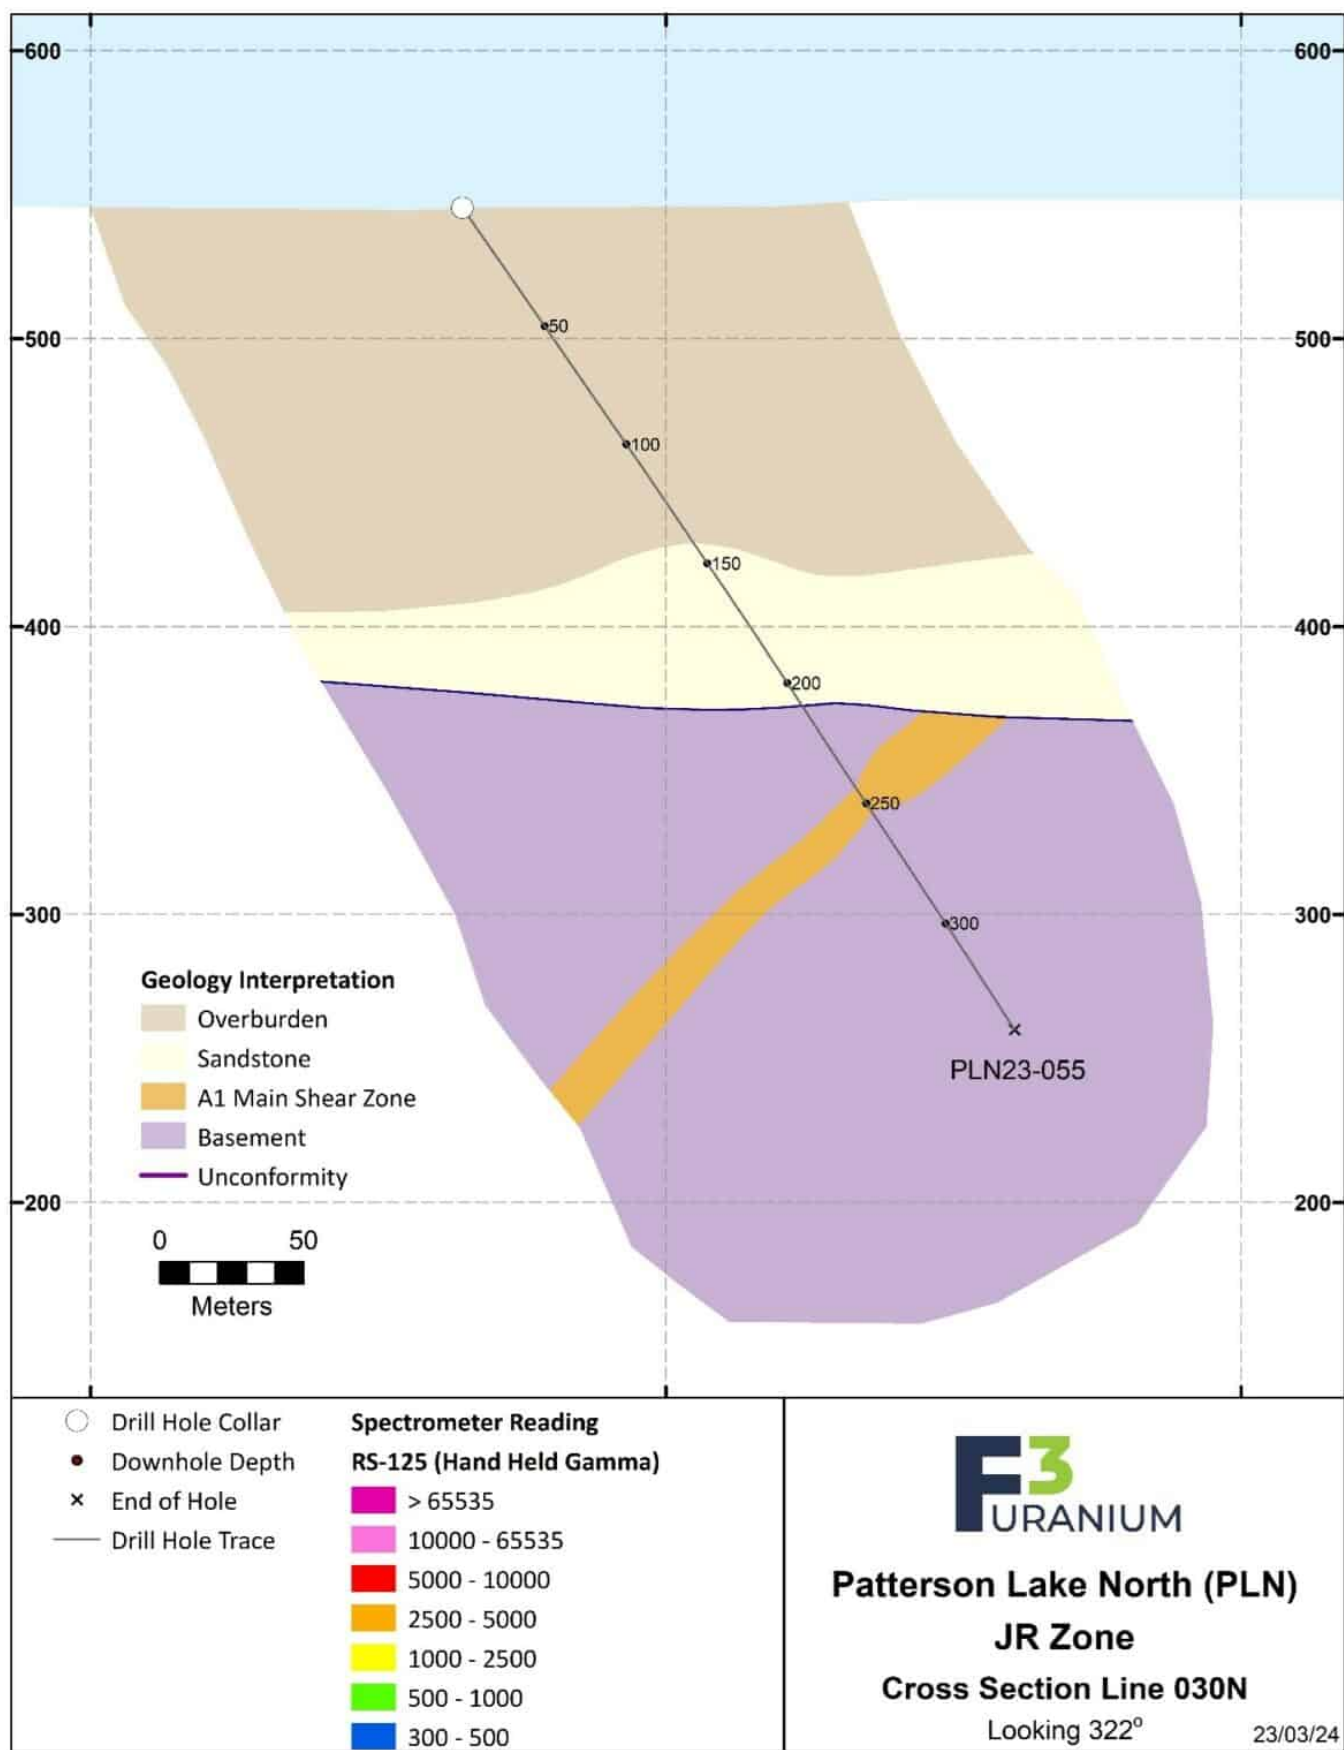 600 600
50
500 500
100
150
400 400
200
250
300 300
300
PLN23-055
Geology Interpretation
Overburden
Sandstone
A1 Main Shear Zone
Basement
Unconformity
200 200
0 50
Meters
Drill Hole Collar
Downhole Depth
End of Hole
Drill Hole Trace
Spectrometer Reading
RS-125 (Hand Held Gamma)
> 65535
10000 - 65535
5000 - 10000
2500 - 5000
1000 - 2500
500 - 1000
300 - 500
F3
URANIUM
Patterson Lake North (PLN)
JR Zone
Cross Section Line 030N
Looking 322°
23/03/24